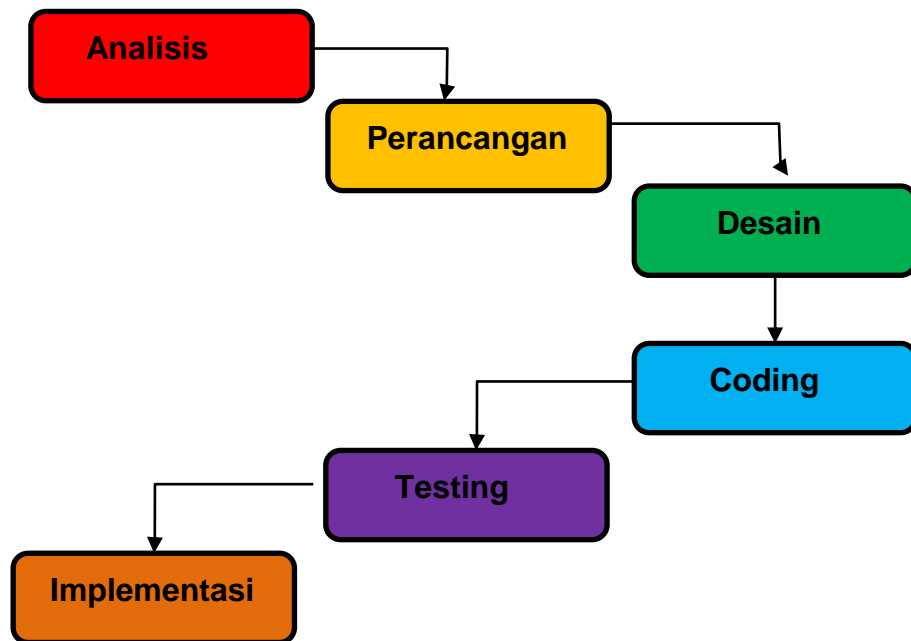 Analisis
Perancangan
Desain
Coding
Testing
Implementasi